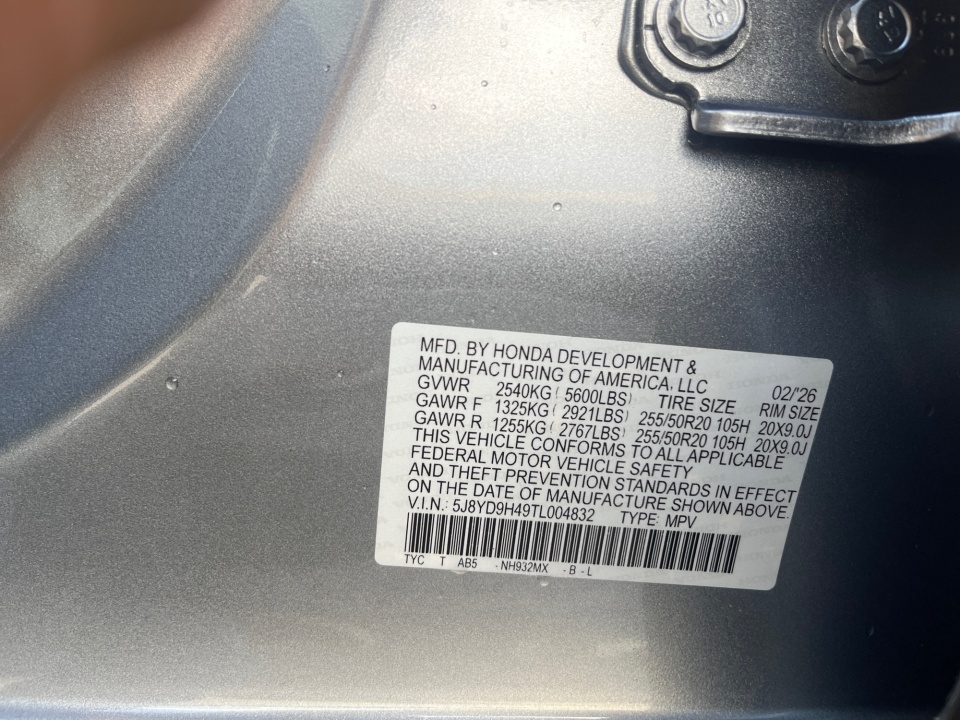 MFD. BY HONDA DEVELOPMENT &
MANUFACTURING OF AMERICA, LLC 02/'26
GVWR 2540KG ( 5600LBS) TIRE SIZE RIM SIZE
GAWR F 1325KG ( 2921LBS) 255/50R20 105H 20X9.0J
GAWR R 1255KG ( 2767LBS) 255/50R20 105H 20X9.0J
THIS VEHICLE CONFORMS TO ALL APPLICABLE
FEDERAL MOTOR VEHICLE SAFETY
AND THEFT PREVENTION STANDARDS IN EFFECT
ON THE DATE OF MANUFACTURE SHOWN ABOVE.
V.I.N.: 5J8YD9H49TL004832 TYPE: MPV
TYC T AB5 -NH932MX -B -L